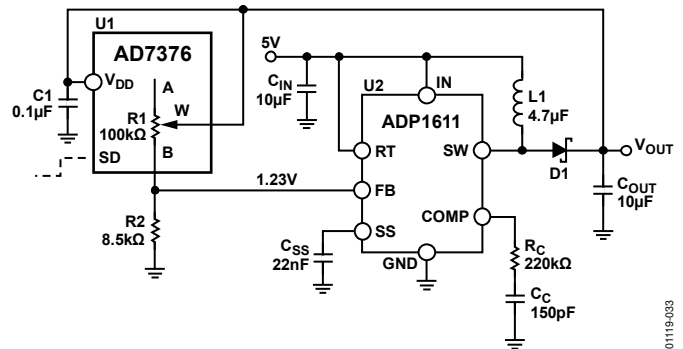 U1
AD7376
VDD
A
C1
0.1µF
R1
100kΩ
W
B
SD
R2
8.5kΩ
1.23V
5V
CIN
10µF
U2
IN
ADP1611
L1
4.7µF
RT
SW
FB
COMP
SS
GND
D1
VOUT
COUT
10µF
CSS
22nF
RC
220kΩ
CC
150pF
01119-033